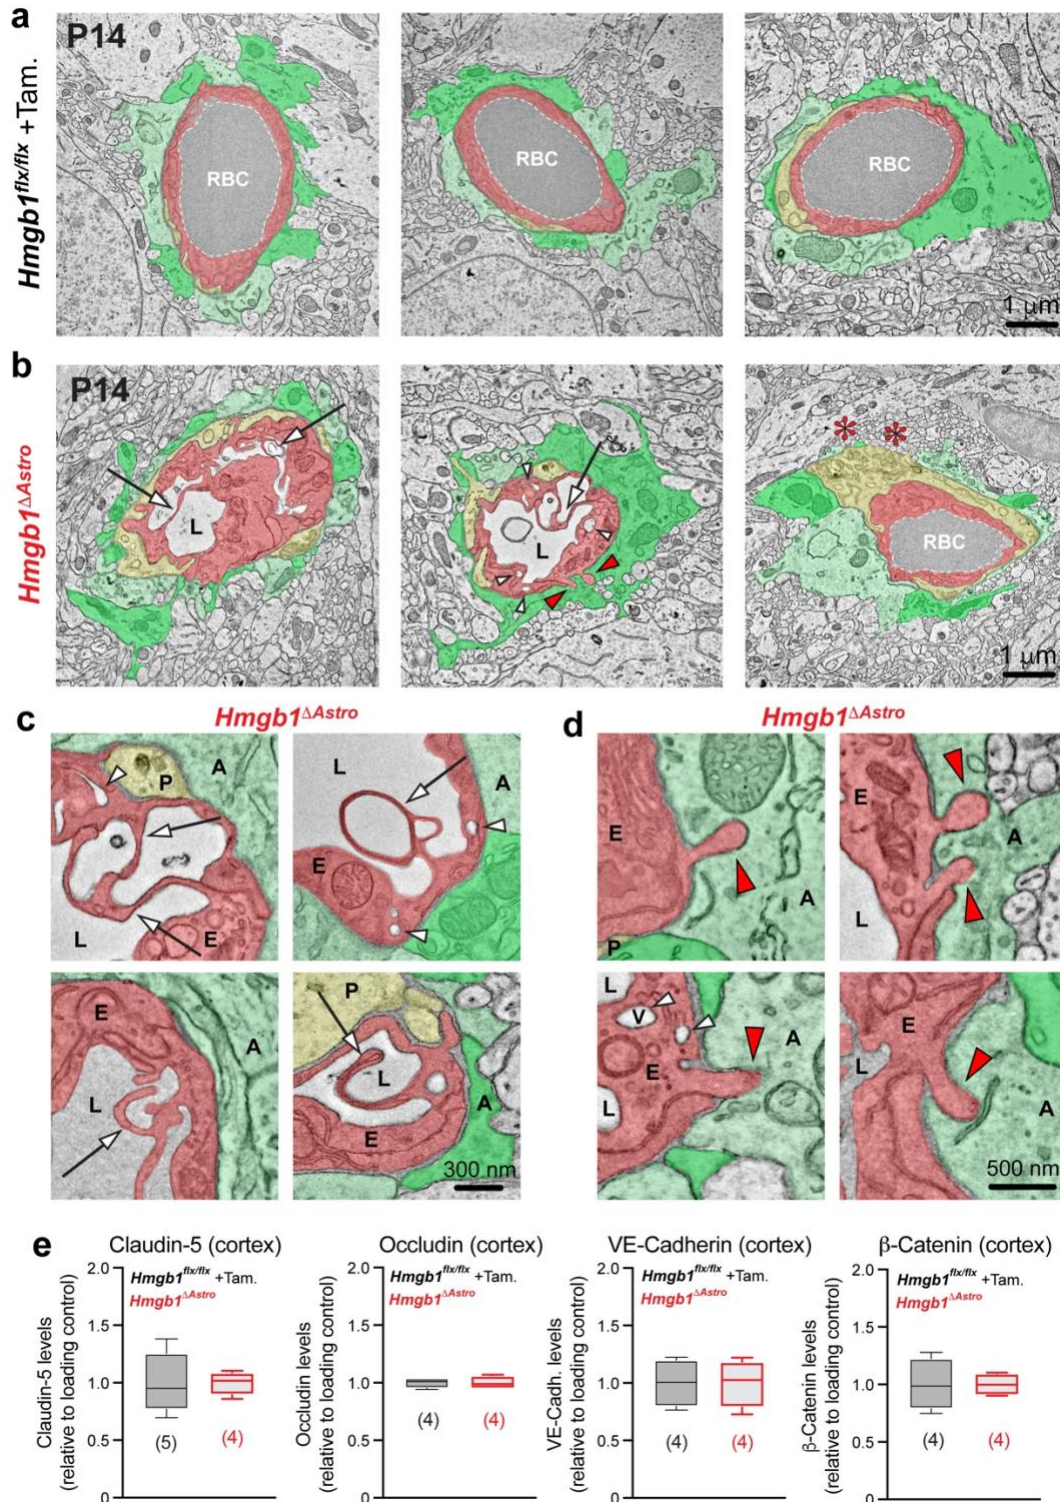 a
Hmgb1flx/flx +Tam.
P14
RBC
RBC
RBC
1 μm
b
Hmgb1ΔAstro
P14
L
L
RBC
* *
1 μm
c
Hmgb1ΔAstro
P
A
L
E
L
A
E
E
A
L
P
L
A
E
300 nm
d
Hmgb1ΔAstro
E
A
P
E
A
L
L
V
E
L
A
E
L
A
500 nm
e
Claudin-5 (cortex)
Claudin-5 levels
(relative to loading control)
2.0
1.5
1.0
0.5
0
Hmgb1flx/flx +Tam.
Hmgb1ΔAstro
(5)
(4)
Occludin (cortex)
Occludin levels
(relative to loading control)
2.0
1.5
1.0
0.5
0
Hmgb1flx/flx +Tam.
Hmgb1ΔAstro
(4)
(4)
VE-Cadherin (cortex)
VE-Cadh. levels
(relative to loading control)
2.0
1.5
1.0
0.5
0
Hmgb1flx/flx +Tam.
Hmgb1ΔAstro
(4)
(4)
β-Catenin (cortex)
β-Catenin levels
(relative to loading control)
2.0
1.5
1.0
0.5
0
Hmgb1flx/flx +Tam.
Hmgb1ΔAstro
(4)
(4)